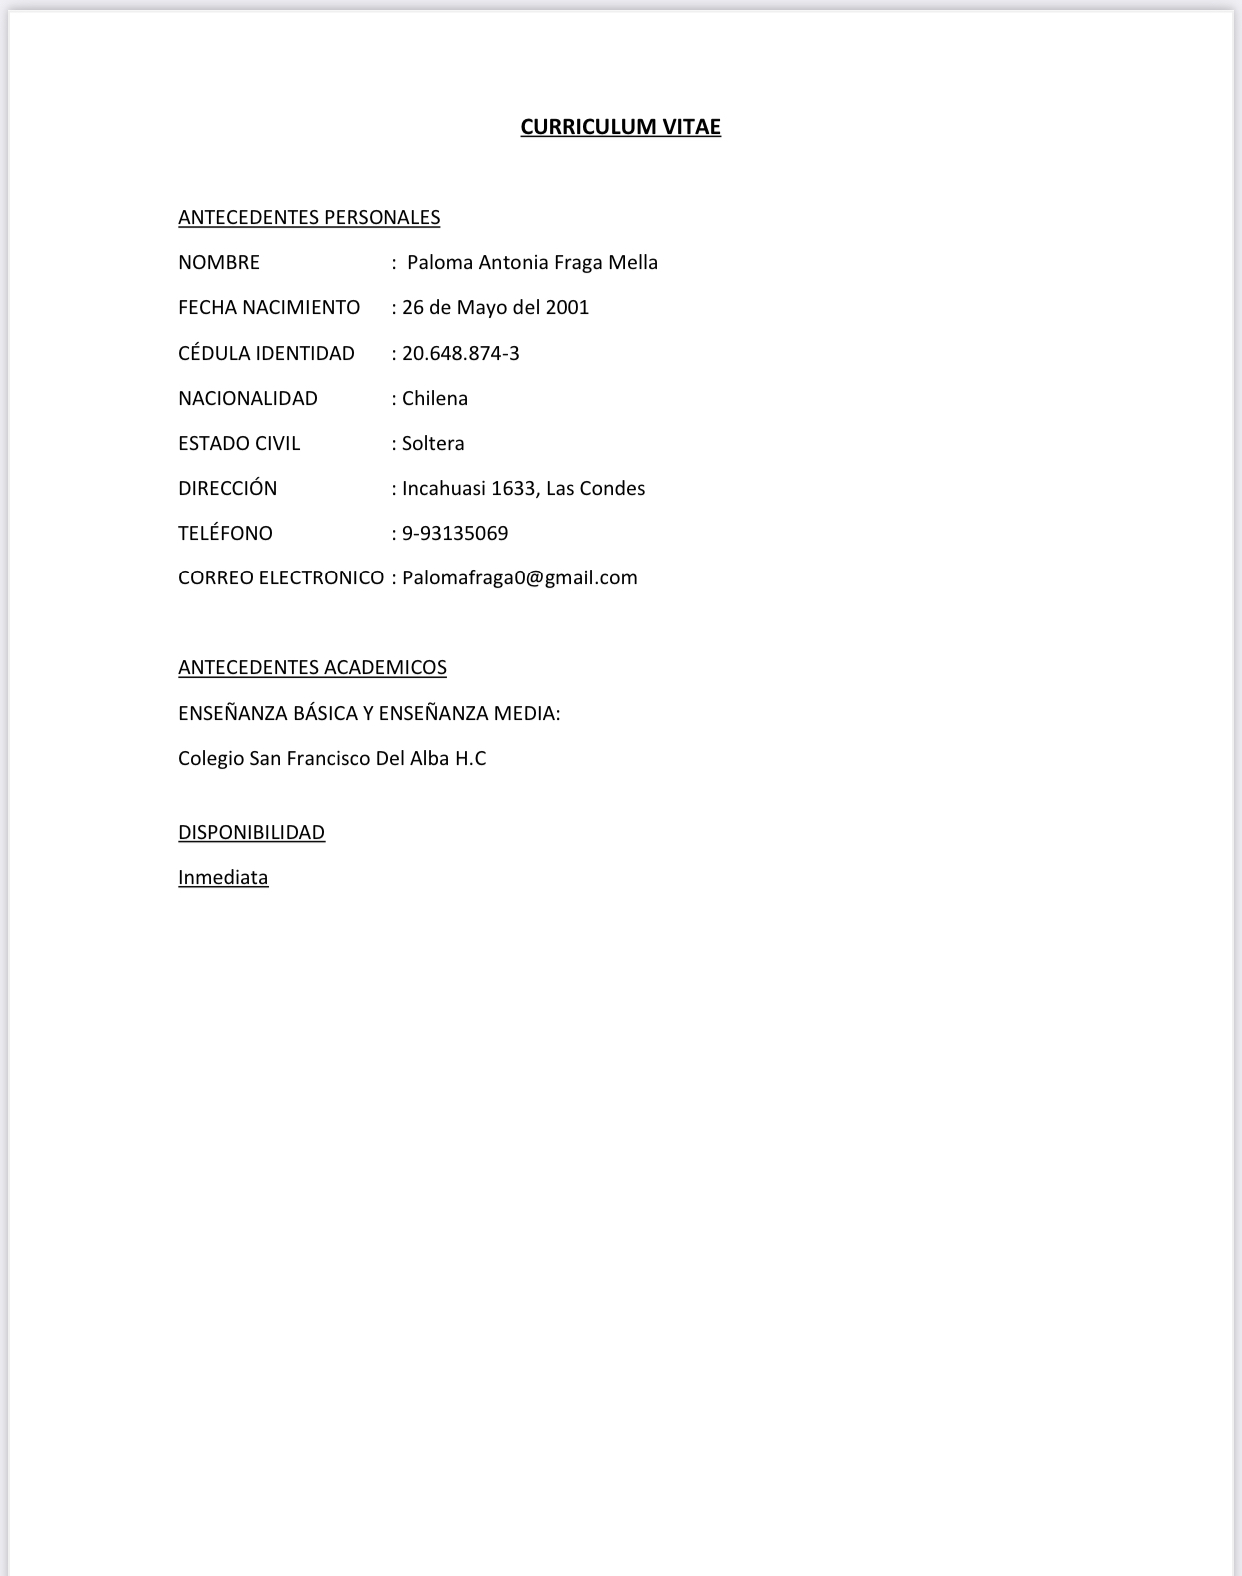 CURRICULUM VITAE
ANTECEDENTES PERSONALES
NOMBRE : Paloma Antonia Fraga Mella
FECHA NACIMIENTO : 26 de Mayo del 2001
CÉDULA IDENTIDAD : 20.648.874-3
NACIONALIDAD : Chilena
ESTADO CIVIL : Soltera
DIRECCIÓN : Incahuasi 1633, Las Condes
TELÉFONO : 9-93135069
CORREO ELECTRONICO : Palomafraga0@gmail.com
ANTECEDENTES ACADEMICOS
ENSEÑANZA BÁSICA Y ENSEÑANZA MEDIA:
Colegio San Francisco Del Alba H.C
DISPONIBILIDAD
Inmediata